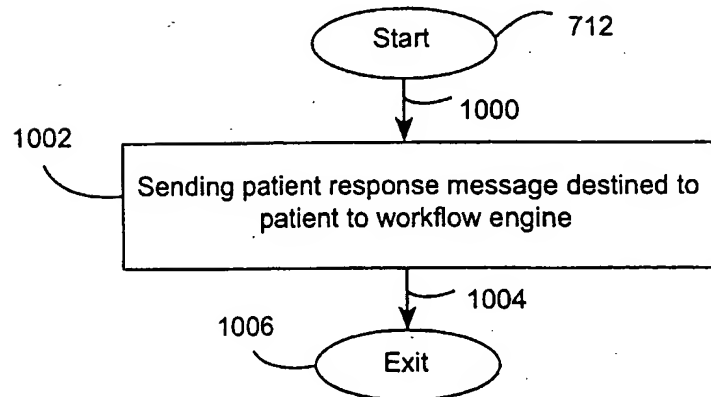 Start
712
1000
1002
Sending patient response message destined to
patient to workflow engine
1004
1006
Exit